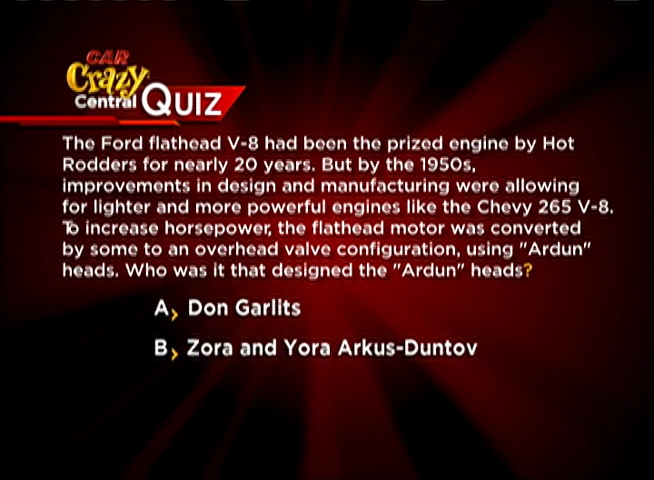 CAR
Crazy
Central QUIZ
The Ford flathead V-8 had been the prized engine by Hot
Rodders for nearly 20 years. But by the 1950s,
improvements in design and manufacturing were allowing
for lighter and more powerful engines like the Chevy 265 V-8.
To increase horsepower, the flathead motor was converted
by some to an overhead valve configuration, using "Ardun"
heads. Who was it that designed the "Ardun" heads?
A> Don Garlits
B> Zora and Yora Arkus-Duntov